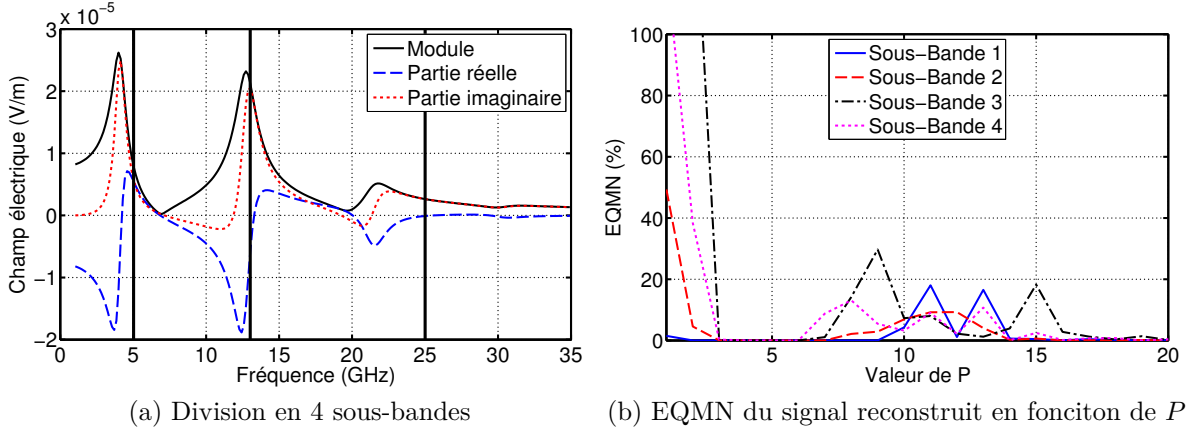 3 x 10⁻⁵
2
1
0
−1
−2
Champ électrique (V/m)
0 5 10 15 20 25 30 35
Fréquence (GHz)
Module
Partie réelle
Partie imaginaire
(a) Division en 4 sous-bandes
100
80
60
40
20
0
EQMN (%)
5 10 15 20
Valeur de P
Sous−Bande 1
Sous−Bande 2
Sous−Bande 3
Sous−Bande 4
(b) EQMN du signal reconstruit en fonciton de P